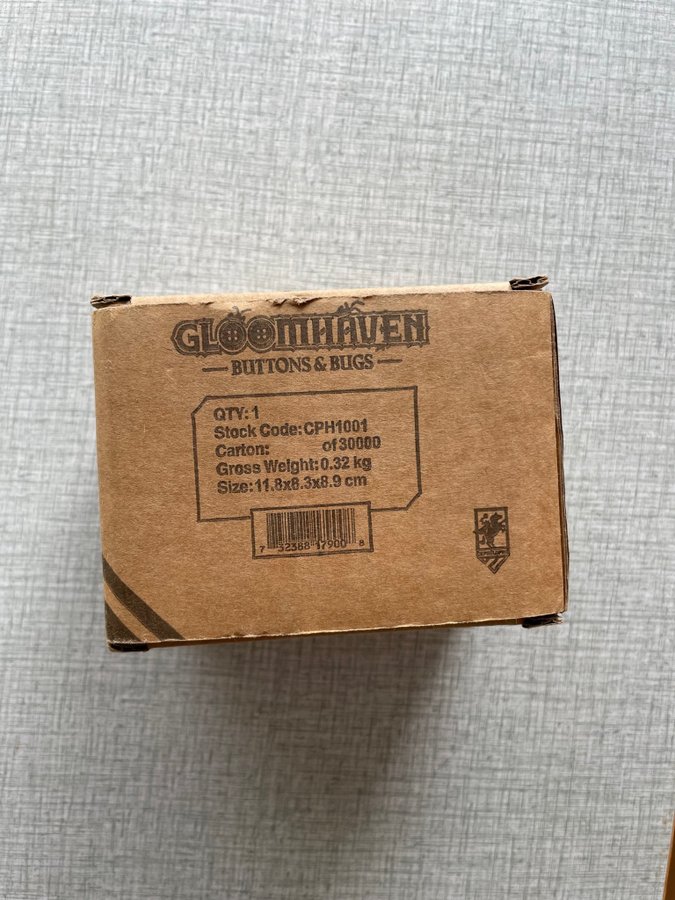 GLOOMHAVEN
BUTTONS & BUGS
QTY: 1
Stock Code: CPH1001
Carton: of 30000
Gross Weight: 0.32 kg
Size: 11.8x8.3x8.9 cm
7 32388 17900 8